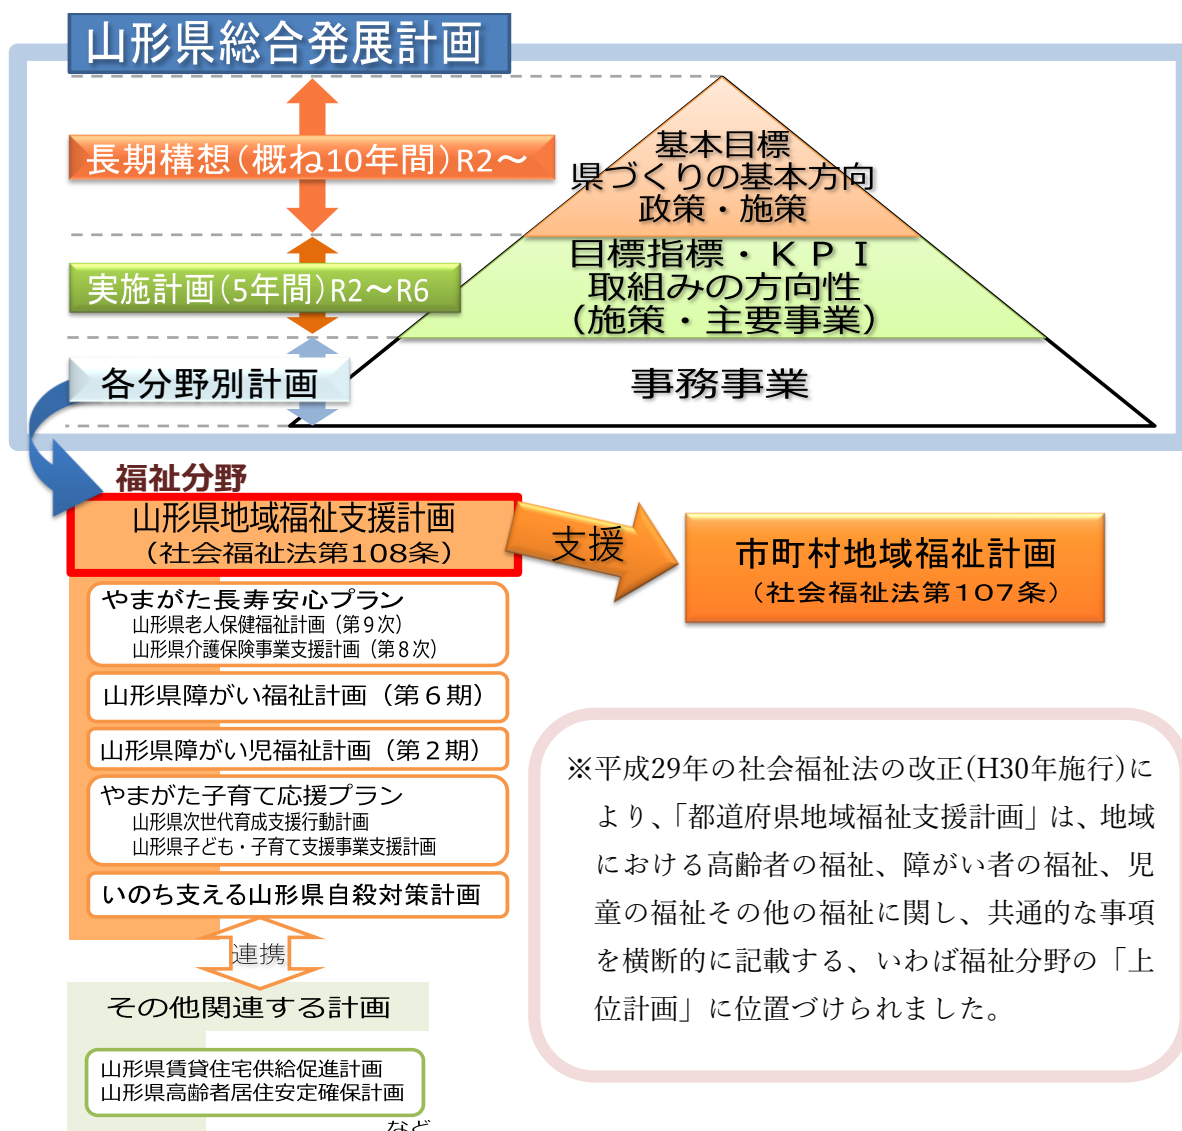 山形県総合発展計画
長期構想（概ね10年間）R2～
基本目標
県づくりの基本方向
政策・施策
実施計画（5年間）R2～R6
目標指標・ＫＰＩ
取組みの方向性
（施策・主要事業）
各分野別計画
事務事業
福祉分野
山形県地域福祉支援計画
（社会福祉法第108条）
支援
市町村地域福祉計画
（社会福祉法第107条）
やまがた長寿安心プラン
山形県老人保健福祉計画（第９次）
山形県介護保険事業支援計画（第８次）
山形県障がい福祉計画（第６期）
山形県障がい児福祉計画（第２期）
やまがた子育て応援プラン
山形県次世代育成支援行動計画
山形県子ども・子育て支援事業支援計画
いのち支える山形県自殺対策計画
連携
その他関連する計画
山形県賃貸住宅供給促進計画
山形県高齢者居住安定確保計画
など
※平成29年の社会福祉法の改正(H30年施行)に
より、「都道府県地域福祉支援計画」は、地域
における高齢者の福祉、障がい者の福祉、児
童の福祉その他の福祉に関し、共通的な事項
を横断的に記載する、いわば福祉分野の「上
位計画」に位置づけられました。